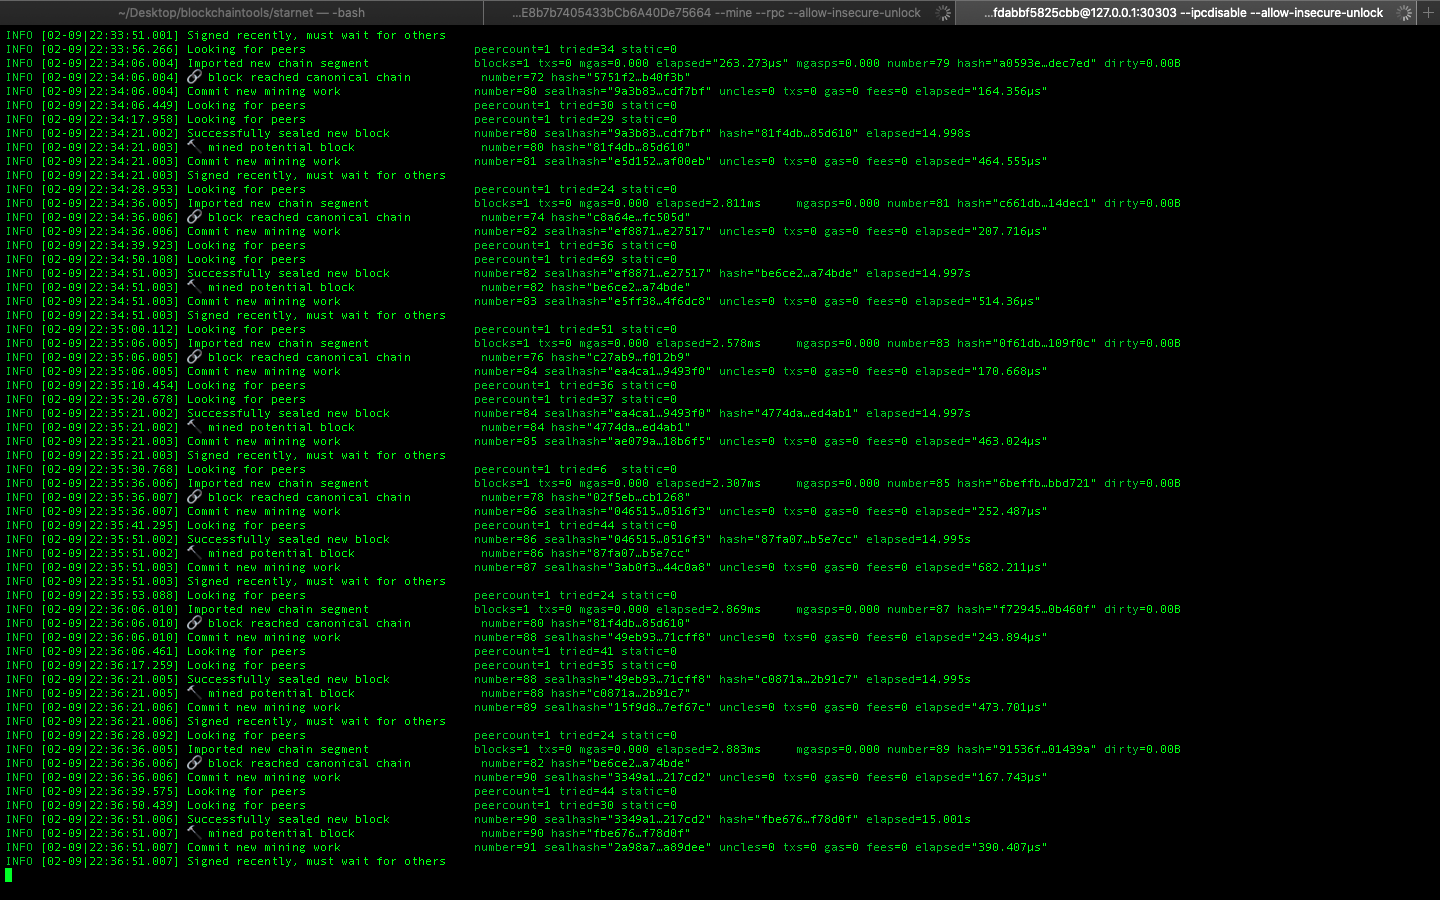 ~/Desktop/blockchaintools/starnet — -bash
...E8b7b7405433bCb6A40De75664 --mine --rpc --allow-insecure-unlock
...fdabbf5825cbb@127.0.0.1:30303 --ipcdisable --allow-insecure-unlock
INFO [02-09|22:33:51.001] Signed recently, must wait for others
INFO [02-09|22:33:56.266] Looking for peers peercount=1 tried=34 static=0
INFO [02-09|22:34:06.004] Imported new chain segment blocks=1 txs=0 mgas=0.000 elapsed="263.273µs" mgasps=0.000 number=79 hash="a0593e…dec7ed" dirty=0.00B
INFO [02-09|22:34:06.004] 🔗 block reached canonical chain number=72 hash="5751f2…b40f3b"
INFO [02-09|22:34:06.004] Commit new mining work number=80 sealhash="9a3b83…cdf7bf" uncles=0 txs=0 gas=0 fees=0 elapsed="164.356µs"
INFO [02-09|22:34:06.449] Looking for peers peercount=1 tried=30 static=0
INFO [02-09|22:34:17.958] Looking for peers peercount=1 tried=29 static=0
INFO [02-09|22:34:21.002] Successfully sealed new block number=80 sealhash="9a3b83…cdf7bf" hash="81f4db…85d610" elapsed=14.998s
INFO [02-09|22:34:21.003] 🔨 mined potential block number=80 hash="81f4db…85d610"
INFO [02-09|22:34:21.003] Commit new mining work number=81 sealhash="e5d152…af00eb" uncles=0 txs=0 gas=0 fees=0 elapsed="464.555µs"
INFO [02-09|22:34:21.003] Signed recently, must wait for others
INFO [02-09|22:34:28.953] Looking for peers peercount=1 tried=24 static=0
INFO [02-09|22:34:36.005] Imported new chain segment blocks=1 txs=0 mgas=0.000 elapsed=2.811ms mgasps=0.000 number=81 hash="c661db…14dec1" dirty=0.00B
INFO [02-09|22:34:36.006] 🔗 block reached canonical chain number=74 hash="c8a64e…fc505d"
INFO [02-09|22:34:36.006] Commit new mining work number=82 sealhash="ef8871…e27517" uncles=0 txs=0 gas=0 fees=0 elapsed="207.716µs"
INFO [02-09|22:34:39.923] Looking for peers peercount=1 tried=36 static=0
INFO [02-09|22:34:50.108] Looking for peers peercount=1 tried=69 static=0
INFO [02-09|22:34:51.003] Successfully sealed new block number=82 sealhash="ef8871…e27517" hash="be6ce2…a74bde" elapsed=14.997s
INFO [02-09|22:34:51.003] 🔨 mined potential block number=82 hash="be6ce2…a74bde"
INFO [02-09|22:34:51.003] Commit new mining work number=83 sealhash="e5ff38…4f6dc8" uncles=0 txs=0 gas=0 fees=0 elapsed="514.36µs"
INFO [02-09|22:34:51.003] Signed recently, must wait for others
INFO [02-09|22:35:00.112] Looking for peers peercount=1 tried=51 static=0
INFO [02-09|22:35:06.005] Imported new chain segment blocks=1 txs=0 mgas=0.000 elapsed=2.578ms mgasps=0.000 number=83 hash="0f61db…109f0c" dirty=0.00B
INFO [02-09|22:35:06.005] 🔗 block reached canonical chain number=76 hash="c27ab9…f012b9"
INFO [02-09|22:35:06.005] Commit new mining work number=84 sealhash="ea4ca1…9493f0" uncles=0 txs=0 gas=0 fees=0 elapsed="170.668µs"
INFO [02-09|22:35:10.454] Looking for peers peercount=1 tried=36 static=0
INFO [02-09|22:35:20.678] Looking for peers peercount=1 tried=37 static=0
INFO [02-09|22:35:21.002] Successfully sealed new block number=84 sealhash="ea4ca1…9493f0" hash="4774da…ed4ab1" elapsed=14.997s
INFO [02-09|22:35:21.002] 🔨 mined potential block number=84 hash="4774da…ed4ab1"
INFO [02-09|22:35:21.003] Commit new mining work number=85 sealhash="ae079a…18b6f5" uncles=0 txs=0 gas=0 fees=0 elapsed="463.024µs"
INFO [02-09|22:35:21.003] Signed recently, must wait for others
INFO [02-09|22:35:30.768] Looking for peers peercount=1 tried=6 static=0
INFO [02-09|22:35:36.006] Imported new chain segment blocks=1 txs=0 mgas=0.000 elapsed=2.307ms mgasps=0.000 number=85 hash="6beffb…bbd721" dirty=0.00B
INFO [02-09|22:35:36.007] 🔗 block reached canonical chain number=78 hash="02f5eb…cb1268"
INFO [02-09|22:35:36.007] Commit new mining work number=86 sealhash="046515…0516f3" uncles=0 txs=0 gas=0 fees=0 elapsed="252.487µs"
INFO [02-09|22:35:41.295] Looking for peers peercount=1 tried=44 static=0
INFO [02-09|22:35:51.002] Successfully sealed new block number=86 sealhash="046515…0516f3" hash="87fa07…b5e7cc" elapsed=14.995s
INFO [02-09|22:35:51.002] 🔨 mined potential block number=86 hash="87fa07…b5e7cc"
INFO [02-09|22:35:51.003] Commit new mining work number=87 sealhash="3ab0f3…44c0a8" uncles=0 txs=0 gas=0 fees=0 elapsed="682.211µs"
INFO [02-09|22:35:51.003] Signed recently, must wait for others
INFO [02-09|22:35:53.088] Looking for peers peercount=1 tried=24 static=0
INFO [02-09|22:36:06.010] Imported new chain segment blocks=1 txs=0 mgas=0.000 elapsed=2.869ms mgasps=0.000 number=87 hash="f72945…0b460f" dirty=0.00B
INFO [02-09|22:36:06.010] 🔗 block reached canonical chain number=80 hash="81f4db…85d610"
INFO [02-09|22:36:06.010] Commit new mining work number=88 sealhash="49eb93…71cff8" uncles=0 txs=0 gas=0 fees=0 elapsed="243.894µs"
INFO [02-09|22:36:06.461] Looking for peers peercount=1 tried=41 static=0
INFO [02-09|22:36:17.259] Looking for peers peercount=1 tried=35 static=0
INFO [02-09|22:36:21.005] Successfully sealed new block number=88 sealhash="49eb93…71cff8" hash="c0871a…2b91c7" elapsed=14.995s
INFO [02-09|22:36:21.005] 🔨 mined potential block number=88 hash="c0871a…2b91c7"
INFO [02-09|22:36:21.006] Commit new mining work number=89 sealhash="15f9d8…7ef67c" uncles=0 txs=0 gas=0 fees=0 elapsed="473.701µs"
INFO [02-09|22:36:21.006] Signed recently, must wait for others
INFO [02-09|22:36:28.092] Looking for peers peercount=1 tried=24 static=0
INFO [02-09|22:36:36.005] Imported new chain segment blocks=1 txs=0 mgas=0.000 elapsed=2.883ms mgasps=0.000 number=89 hash="91536f…01439a" dirty=0.00B
INFO [02-09|22:36:36.006] 🔗 block reached canonical chain number=82 hash="be6ce2…a74bde"
INFO [02-09|22:36:36.006] Commit new mining work number=90 sealhash="3349a1…217cd2" uncles=0 txs=0 gas=0 fees=0 elapsed="167.743µs"
INFO [02-09|22:36:39.575] Looking for peers peercount=1 tried=44 static=0
INFO [02-09|22:36:50.439] Looking for peers peercount=1 tried=30 static=0
INFO [02-09|22:36:51.006] Successfully sealed new block number=90 sealhash="3349a1…217cd2" hash="fbe676…f78d0f" elapsed=15.001s
INFO [02-09|22:36:51.007] 🔨 mined potential block number=90 hash="fbe676…f78d0f"
INFO [02-09|22:36:51.007] Commit new mining work number=91 sealhash="2a98a7…a89dee" uncles=0 txs=0 gas=0 fees=0 elapsed="390.407µs"
INFO [02-09|22:36:51.007] Signed recently, must wait for others